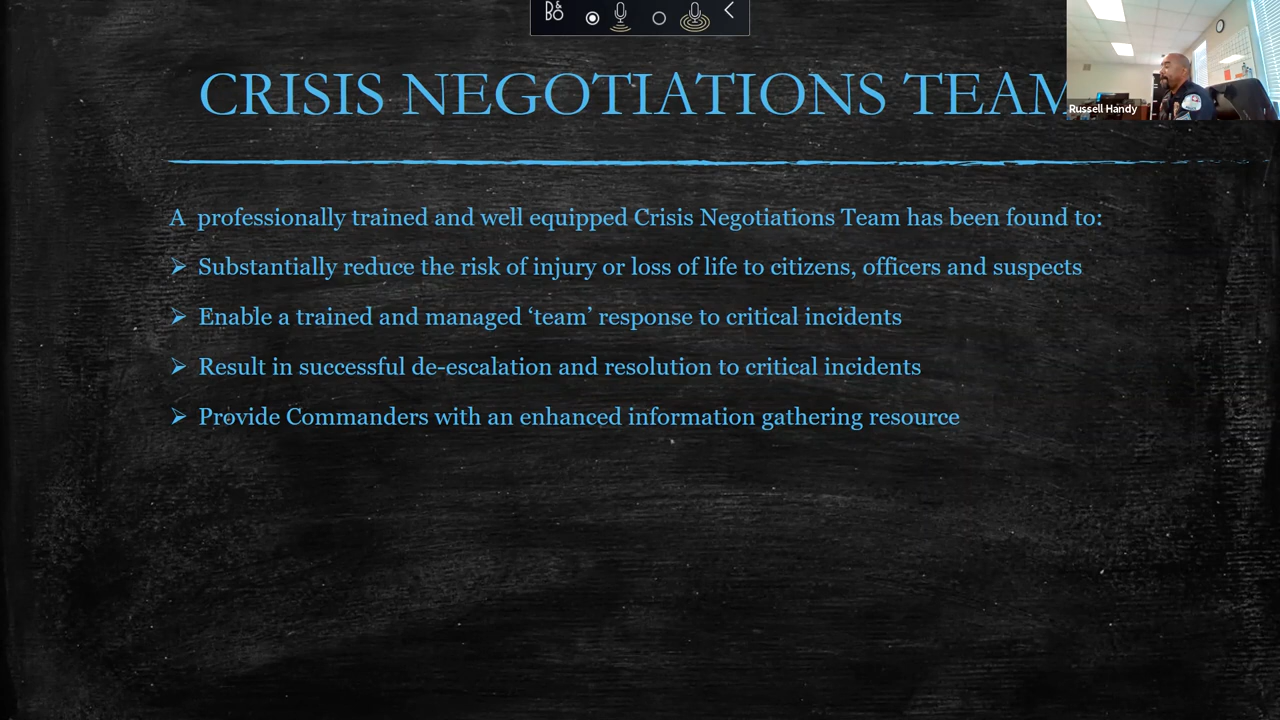 B&O
CRISIS NEGOTIATIONS TEAM
Russell Handy
A professionally trained and well equipped Crisis Negotiations Team has been found to:
➢ Substantially reduce the risk of injury or loss of life to citizens, officers and suspects
➢ Enable a trained and managed ‘team’ response to critical incidents
➢ Result in successful de-escalation and resolution to critical incidents
➢ Provide Commanders with an enhanced information gathering resource